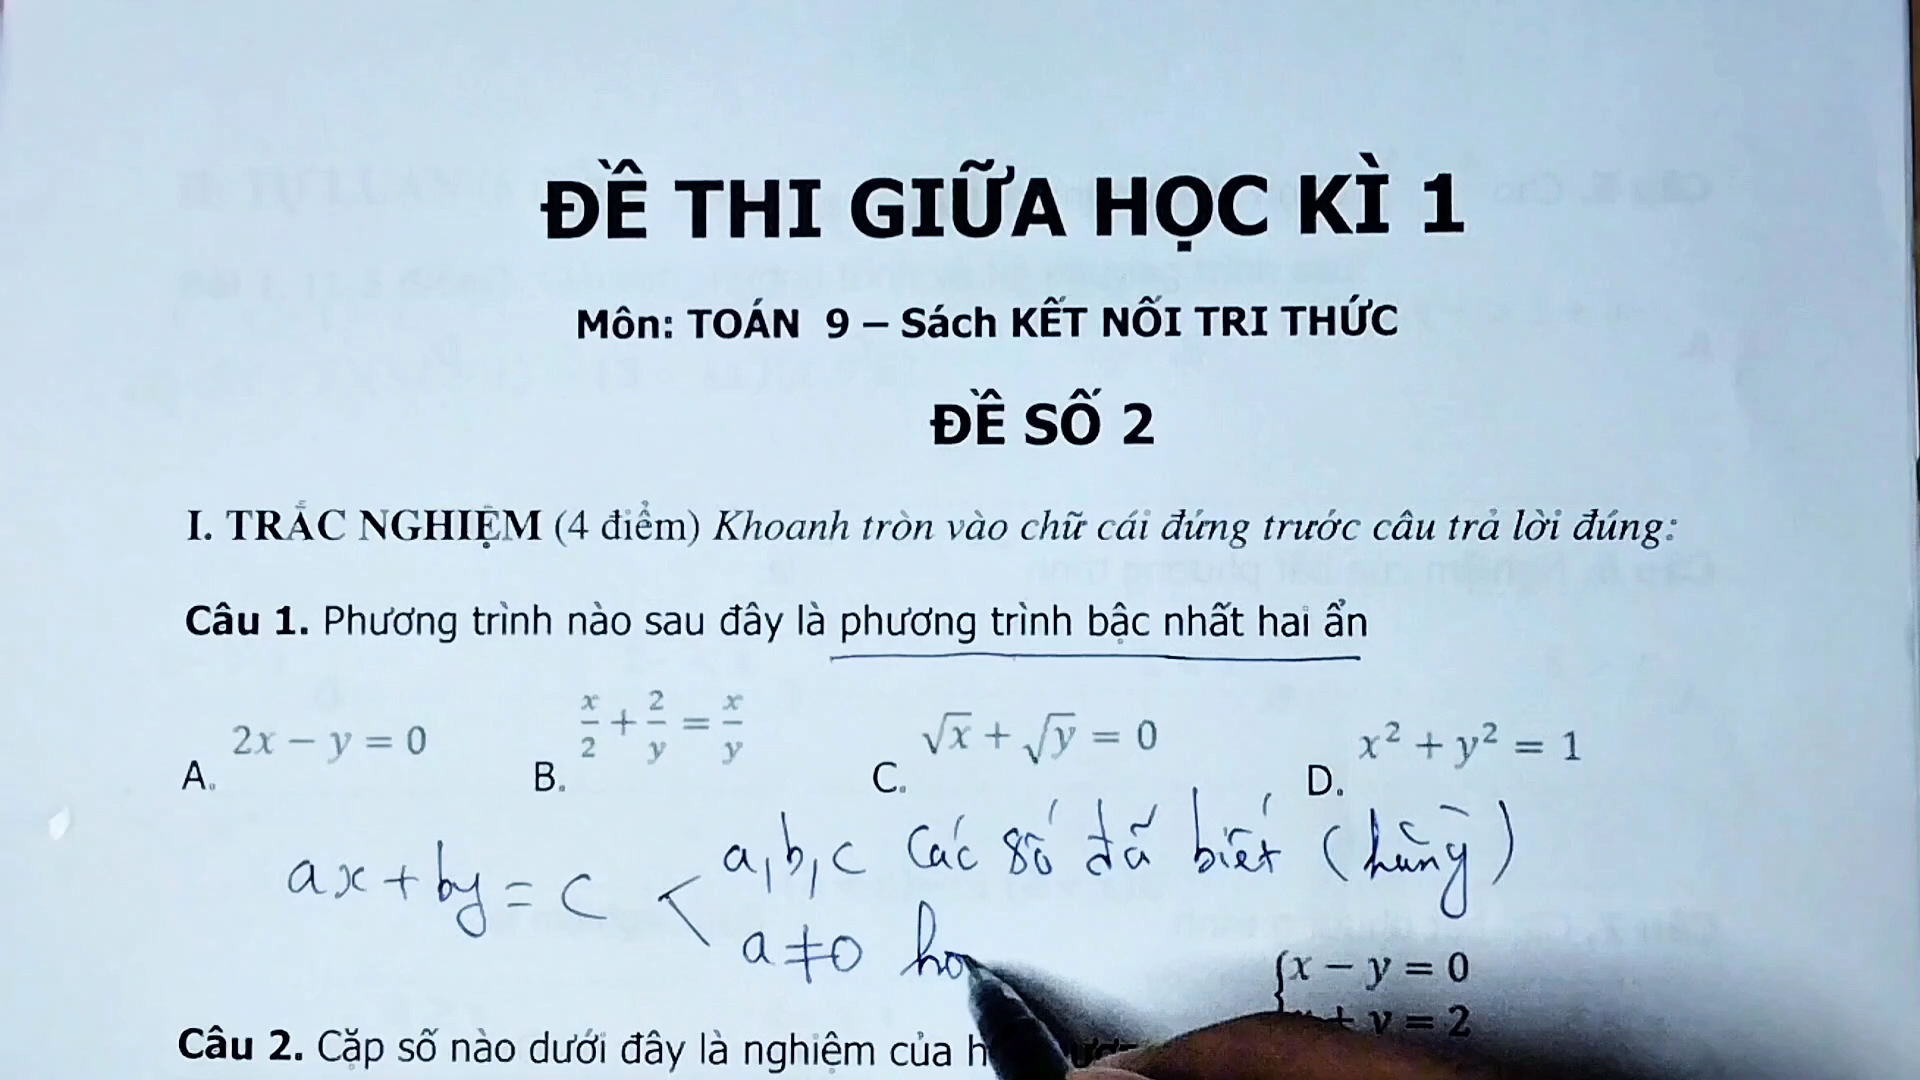 ĐỀ THI GIỮA HỌC KÌ 1
Môn: TOÁN 9 – Sách KẾT NỐI TRI THỨC
ĐỀ SỐ 2
I. TRẮC NGHIỆM (4 điểm) Khoanh tròn vào chữ cái đứng trước câu trả lời đúng:
Câu 1. Phương trình nào sau đây là phương trình bậc nhất hai ẩn
A. 2x − y = 0 B. x/2 + 2/y = x/y C. √x + √y = 0 D. x² + y² = 1
ax + by = c < a, b, c các số đã biết (hằng)
a ≠ 0 ho
{x − y = 0
+ y = 2
Câu 2. Cặp số nào dưới đây là nghiệm của h